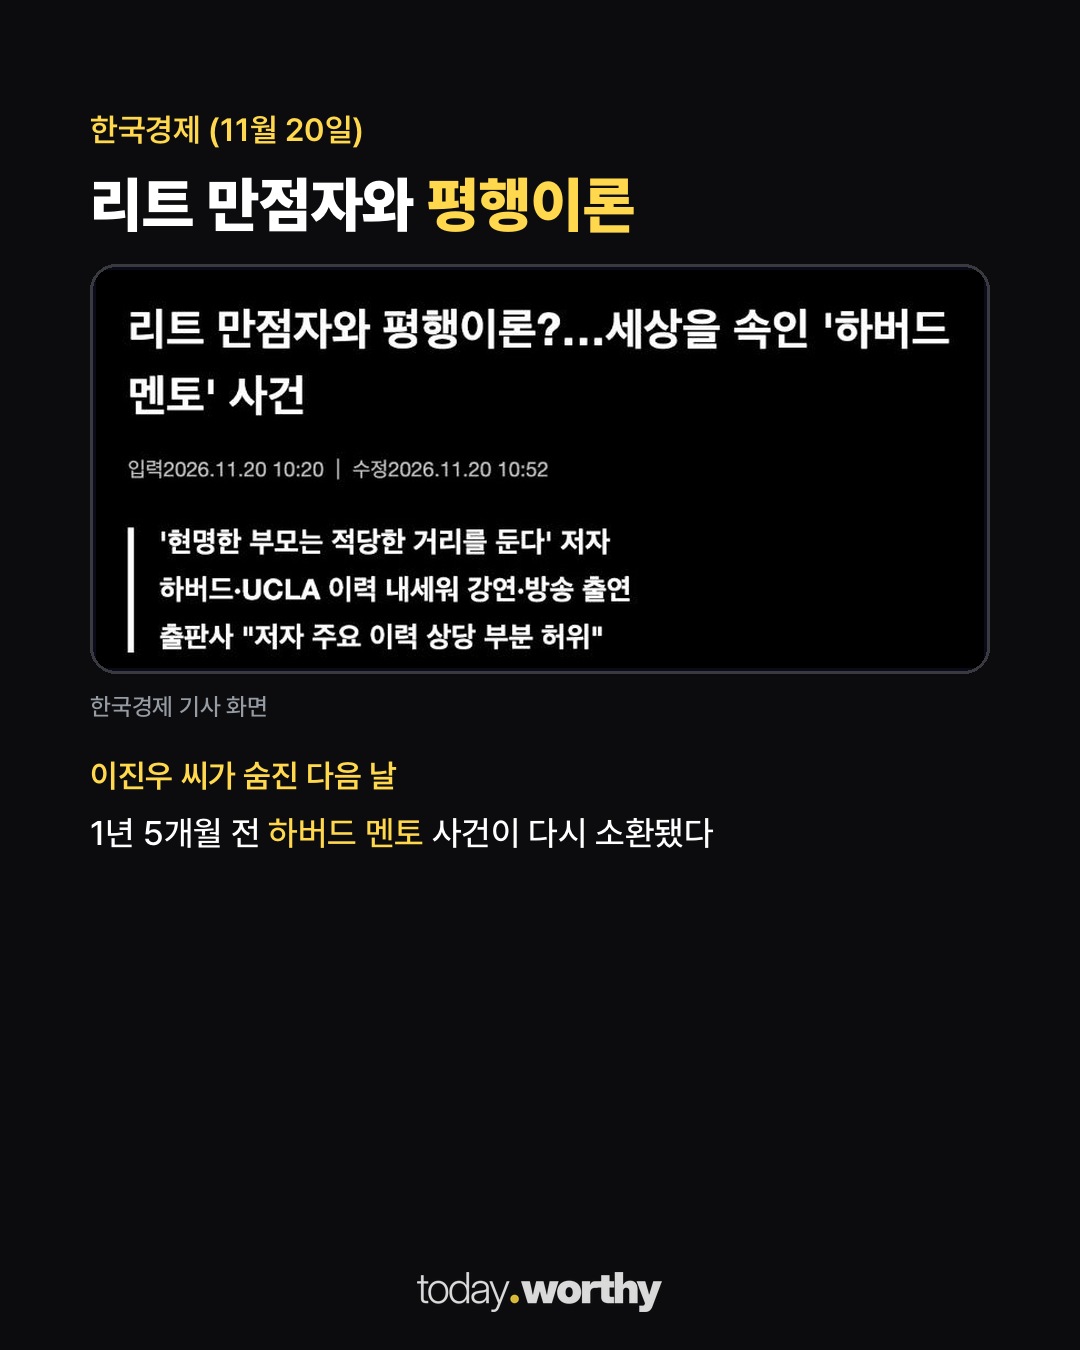 한국경제 (11월 20일)
리트 만점자와 평행이론
리트 만점자와 평행이론?...세상을 속인 '하버드
멘토' 사건
입력2026.11.20 10:20 | 수정2026.11.20 10:52
'현명한 부모는 적당한 거리를 둔다' 저자
하버드·UCLA 이력 내세워 강연·방송 출연
출판사 "저자 주요 이력 상당 부분 허위"
한국경제 기사 화면
이진우 씨가 숨진 다음 날
1년 5개월 전 하버드 멘토 사건이 다시 소환됐다
today.worthy